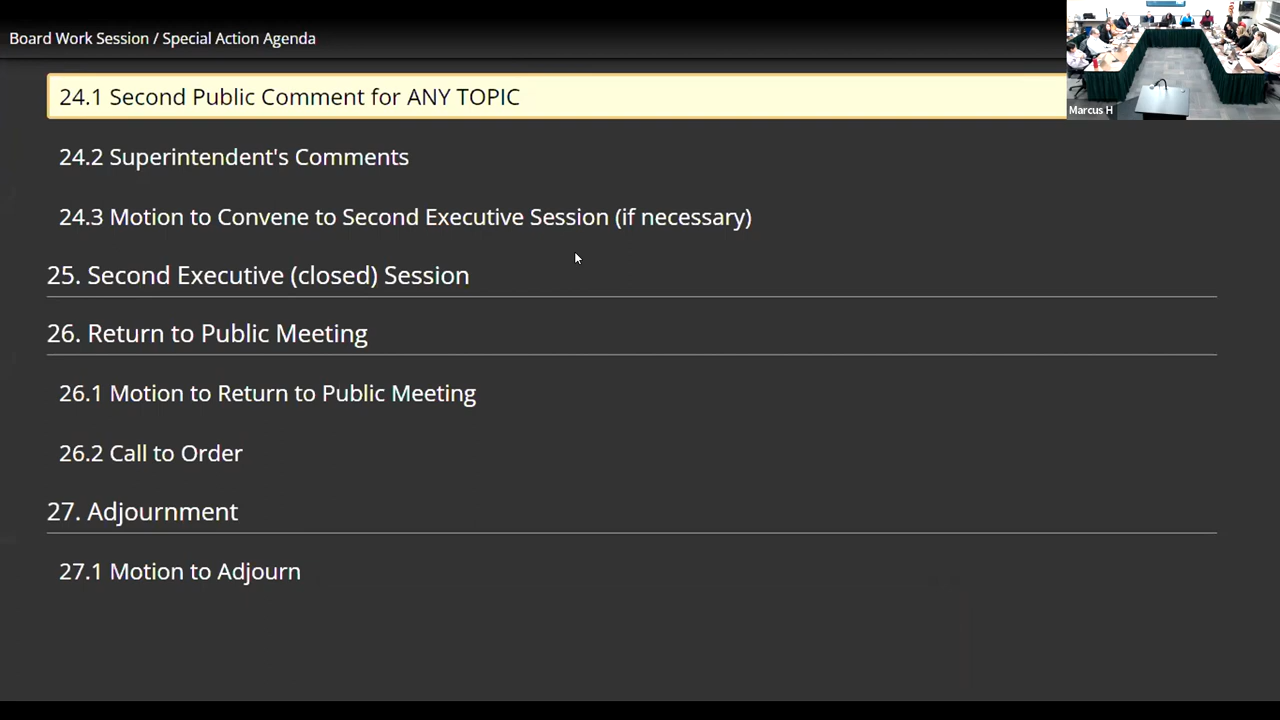 Board Work Session / Special Action Agenda
24.1 Second Public Comment for ANY TOPIC
Marcus H
24.2 Superintendent's Comments
24.3 Motion to Convene to Second Executive Session (if necessary)
25. Second Executive (closed) Session
26. Return to Public Meeting
26.1 Motion to Return to Public Meeting
26.2 Call to Order
27. Adjournment
27.1 Motion to Adjourn